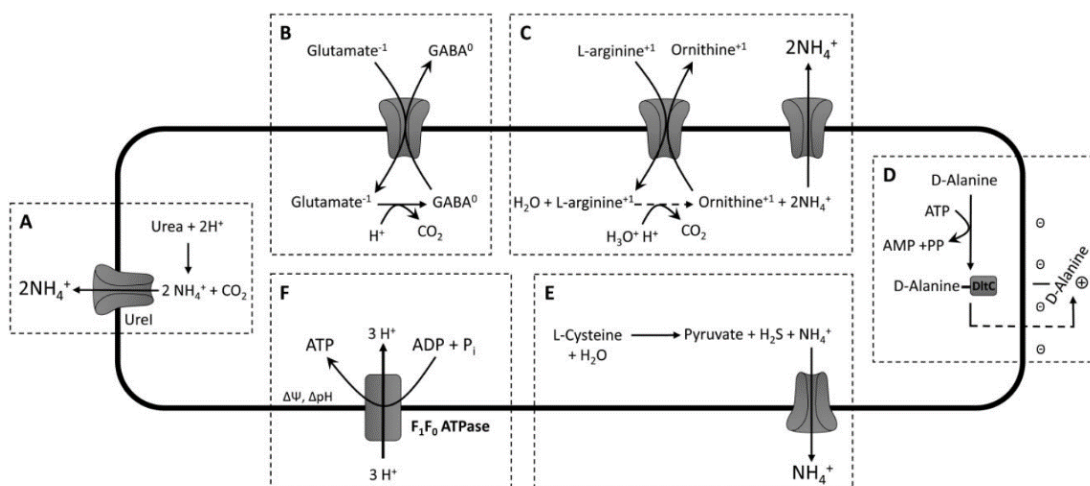 A
Urea + 2H⁺
2NH₄⁺
2 NH₄⁺ + CO₂
UreI
B
Glutamate⁻¹
GABA⁰
Glutamate⁻¹
GABA⁰
H⁺
CO₂
C
L-arginine⁺¹
Ornithine⁺¹
2NH₄⁺
H₂O + L-arginine⁺¹
Ornithine⁺¹ + 2NH₄⁺
H₃O⁺ H⁺
CO₂
D
D-Alanine
ATP
AMP +PP
D-Alanine
DltC
D-Alanine
⊖
⊖
⊖
⊖
⊕
F
ATP
3 H⁺
ADP + Pᵢ
ΔΨ, ΔpH
F₁F₀ ATPase
3 H⁺
E
L-Cysteine
+ H₂O
Pyruvate + H₂S + NH₄⁺
NH₄⁺